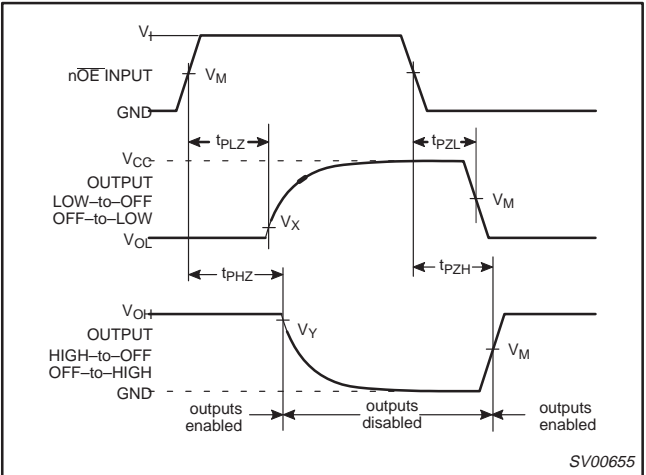 VI
nOE INPUT
VM
GND
tPLZ
tPZL
VCC
OUTPUT
LOW–to–OFF
OFF–to–LOW
VM
VX
VOL
tPHZ
tPZH
VOH
VY
OUTPUT
HIGH–to–OFF
OFF–to–HIGH
VM
GND
outputs
enabled
outputs
disabled
outputs
enabled
SV00655